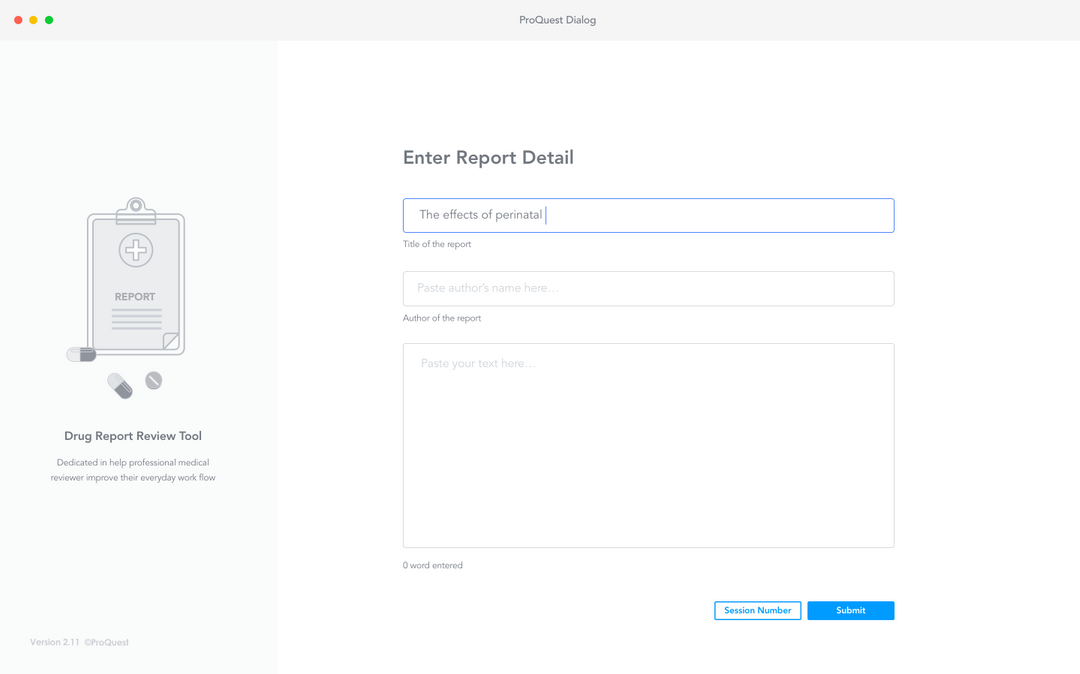 ProQuest Dialog
REPORT
Drug Report Review Tool
Dedicated in help professional medical
reviewer improve their everyday work flow
Version 2.11 ©ProQuest
Enter Report Detail
The effects of perinatal
Title of the report
Paste author's name here...
Author of the report
Paste your text here...
0 word entered
Session Number
Submit